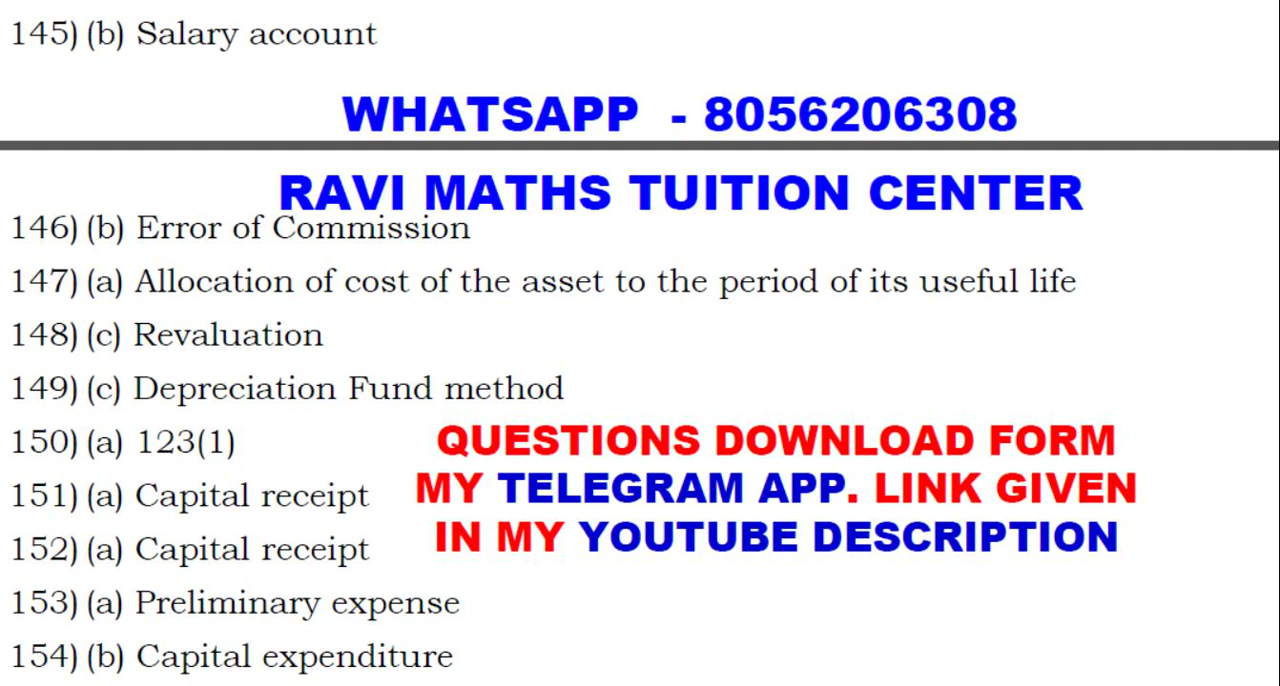 145) (b) Salary account
WHATSAPP - 8056206308
RAVI MATHS TUITION CENTER
146) (b) Error of Commission
147) (a) Allocation of cost of the asset to the period of its useful life
148) (c) Revaluation
149) (c) Depreciation Fund method
150) (a) 123(1)
QUESTIONS DOWNLOAD FORM
MY TELEGRAM APP. LINK GIVEN
IN MY YOUTUBE DESCRIPTION
151) (a) Capital receipt
152) (a) Capital receipt
153) (a) Preliminary expense
154) (b) Capital expenditure